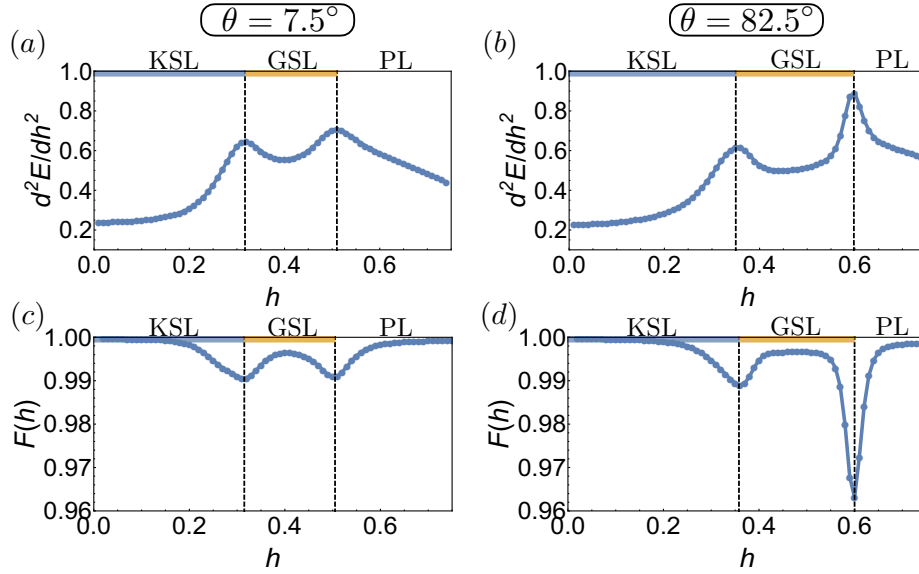 θ = 7.5°
θ = 82.5°
(a)
KSL GSL PL
1.0
0.8
0.6
0.4
0.2
d²E/dh²
0.0 0.2 0.4 0.6
h
(b)
KSL GSL PL
1.0
0.8
0.6
0.4
0.2
d²E/dh²
0.0 0.2 0.4 0.6
h
(c)
KSL GSL PL
1.00
0.99
0.98
0.97
0.96
F(h)
0.0 0.2 0.4 0.6
h
(d)
KSL GSL PL
1.00
0.99
0.98
0.97
0.96
F(h)
0.0 0.2 0.4 0.6
h